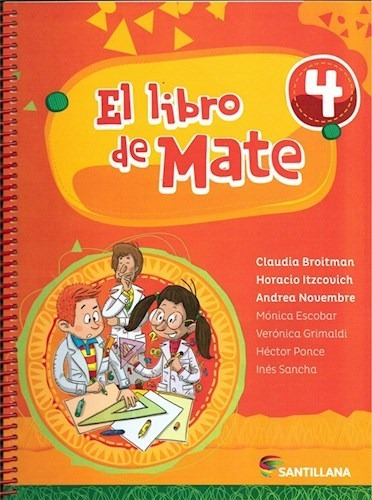 El libro
de Mate
4
Claudia Broitman
Horacio Itzcovich
Andrea Novembre
Mónica Escobar
Verónica Grimaldi
Héctor Ponce
Inés Sancha
SANTILLANA